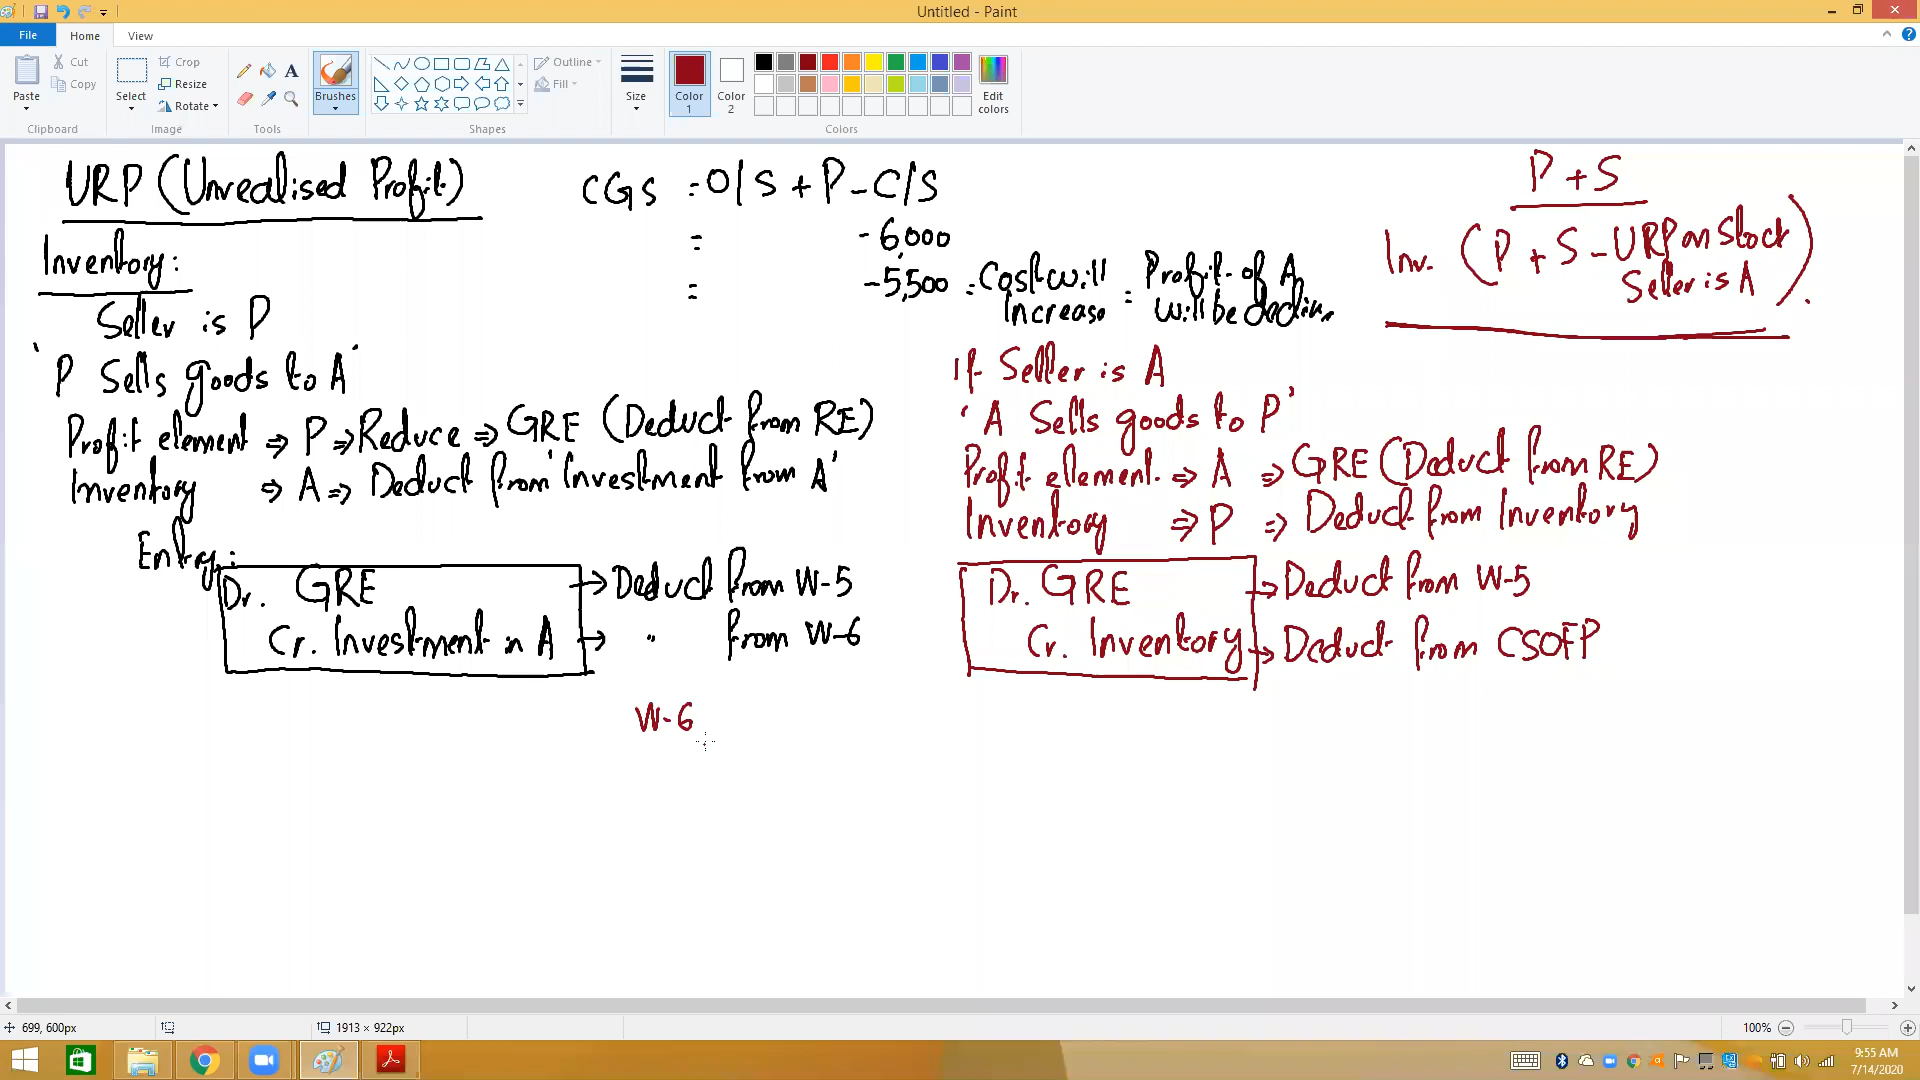 Untitled - Paint
File Home View
Paste
Cut
Copy
Clipboard
Select
Crop
Resize
Rotate
Image
Tools
Brushes
Shapes
Outline
Fill
Size
Color 1
Color 2
Edit colors
Colors
URP (Unrealised Profit)
Inventory:
Seller is P
'P Sells goods to A'
Profit element ⇒ P ⇒ Reduce ⇒ GRE (Deduct from RE)
Inventory ⇒ A ⇒ Deduct from 'Investment from A'
Entry:
Dr. GRE → Deduct from W-5
Cr. Investment in A → " from W-6
W-6
CGS = O/S + P - C/S
= - 6,000
= - 5,500 = Cost will Increase = Profit of A will be decline
P + S
Inv. (P + S - URP on Stock
Seller is A).
If Seller is A
'A Sells goods to P'
Profit element ⇒ A ⇒ GRE (Deduct from RE)
Inventory ⇒ P ⇒ Deduct from Inventory
Dr. GRE → Deduct from W-5
Cr. Inventory → Deduct from CSOFP
699, 600px
1913 × 922px
100%
9:55 AM
7/14/2020